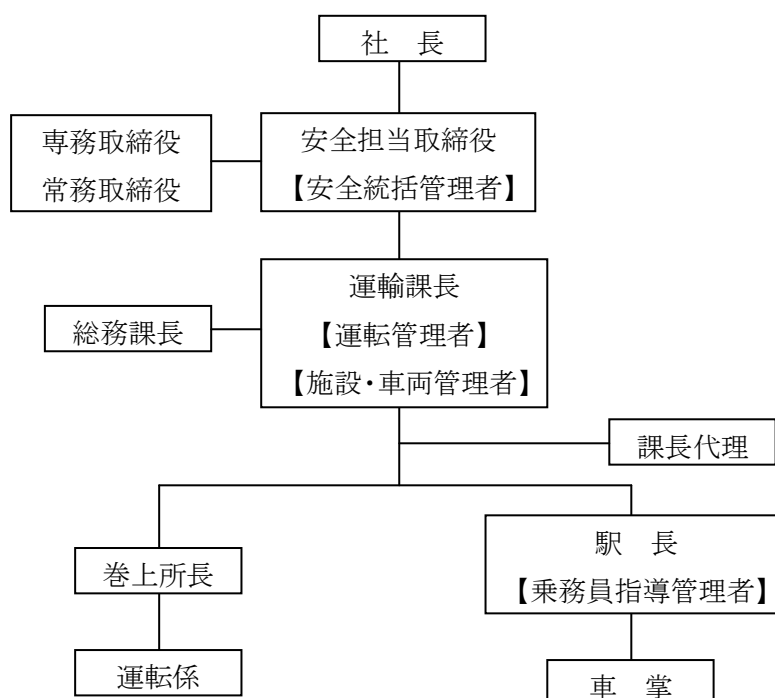 社　長
専務取締役
常務取締役
安全担当取締役
【安全統括管理者】
総務課長
運輸課長
【運転管理者】
【施設・車両管理者】
課長代理
巻上所長
駅　長
【乗務員指導管理者】
運転係
車　掌